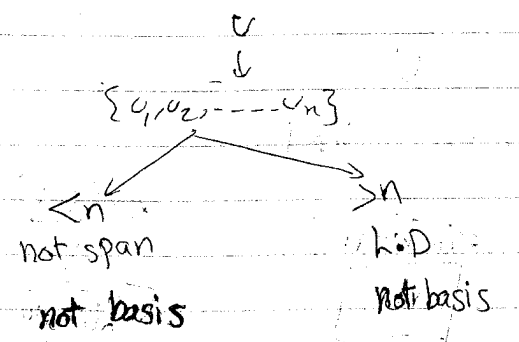 U
{v₁,v₂,-----vₙ}
<n
>n
not span
L.D
not basis
not basis